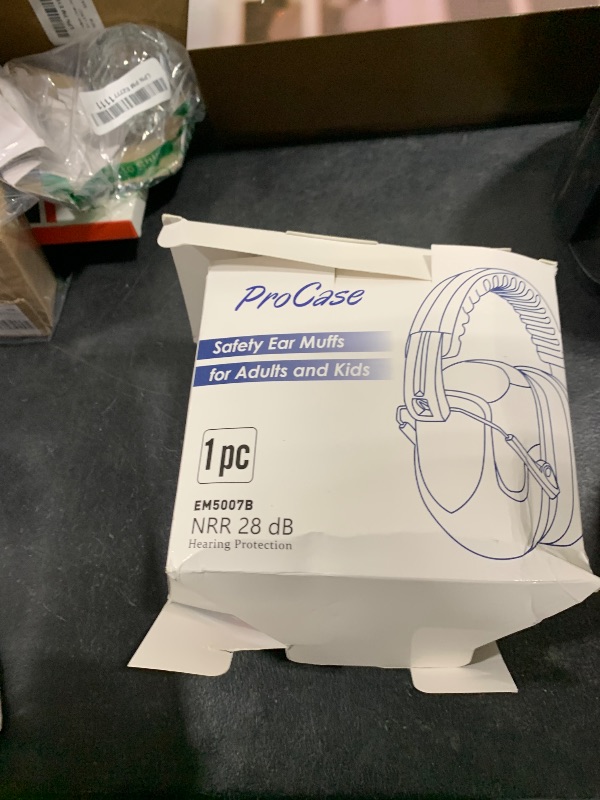 ProCase
Safety Ear Muffs
for Adults and Kids
1 pc
EM5007B
NRR 28 dB
Hearing Protection